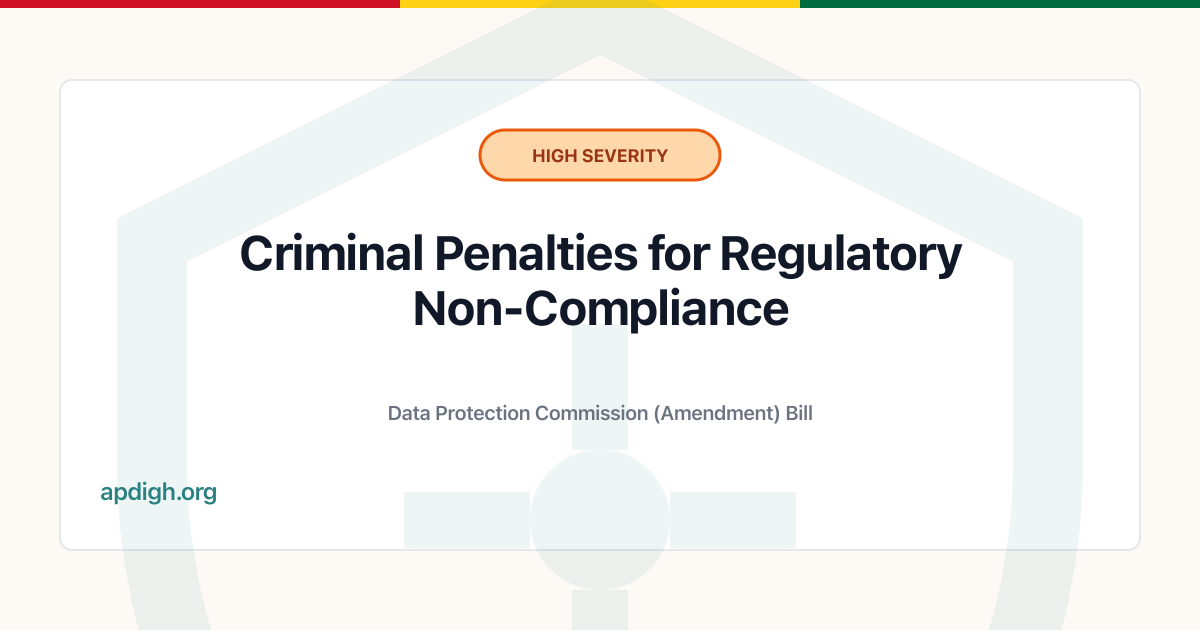 HIGH SEVERITY
Criminal Penalties for Regulatory
Non-Compliance
Data Protection Commission (Amendment) Bill
apdigh.org